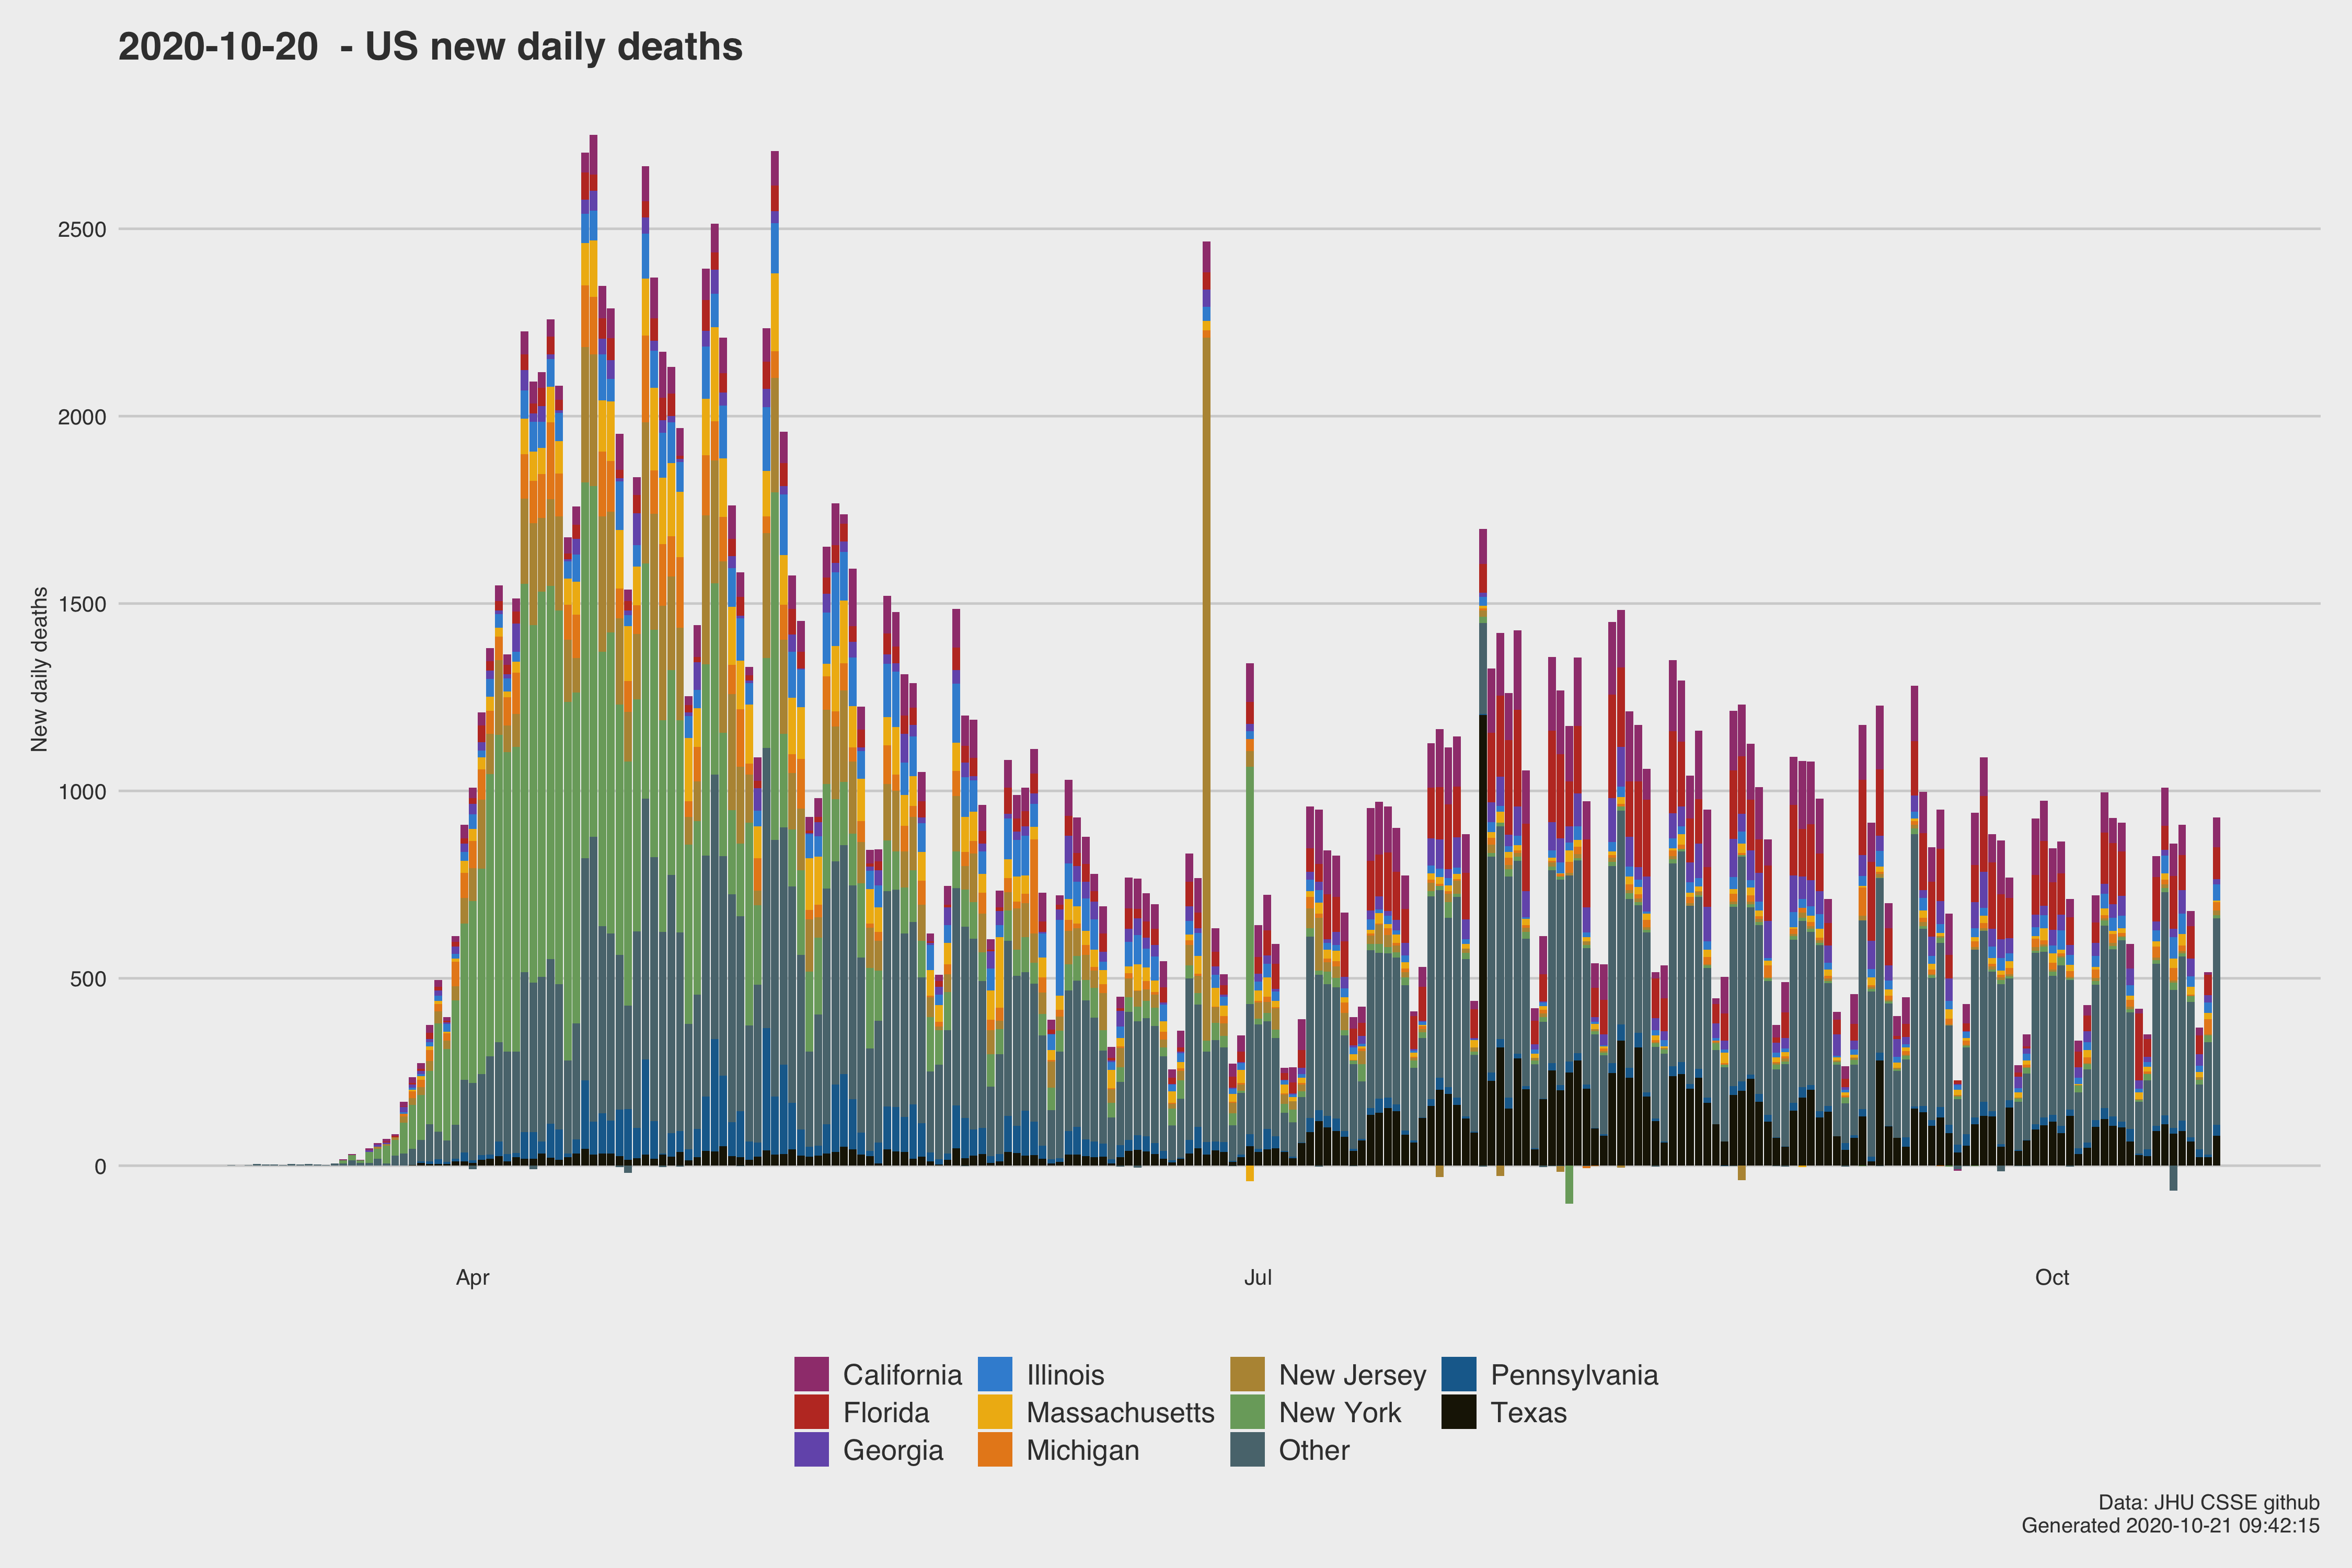 2020-10-20 - US new daily deaths
New daily deaths
2500
2000
1500
1000
500
0
Apr
Jul
Oct
California
Florida
Georgia
Illinois
Massachusetts
Michigan
New Jersey
New York
Other
Pennsylvania
Texas
Data: JHU CSSE github
Generated 2020-10-21 09:42:15